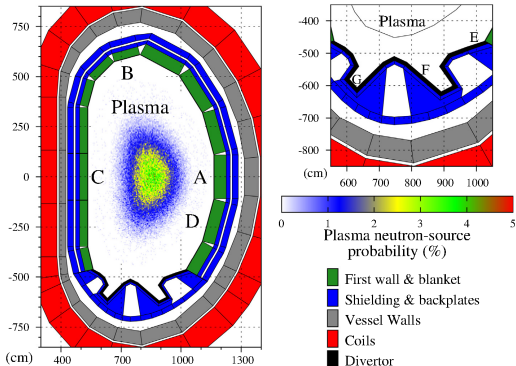 750
500
250
0
-250
-500
-750
(cm)
400
700
1000
1300
B
Plasma
C
A
D
-400
-500
-600
-700
-800
(cm)
600
700
800
900
1000
Plasma
E
F
G
0
1
2
3
4
5
Plasma neutron-source
probability (%)
First wall & blanket
Shielding & backplates
Vessel Walls
Coils
Divertor